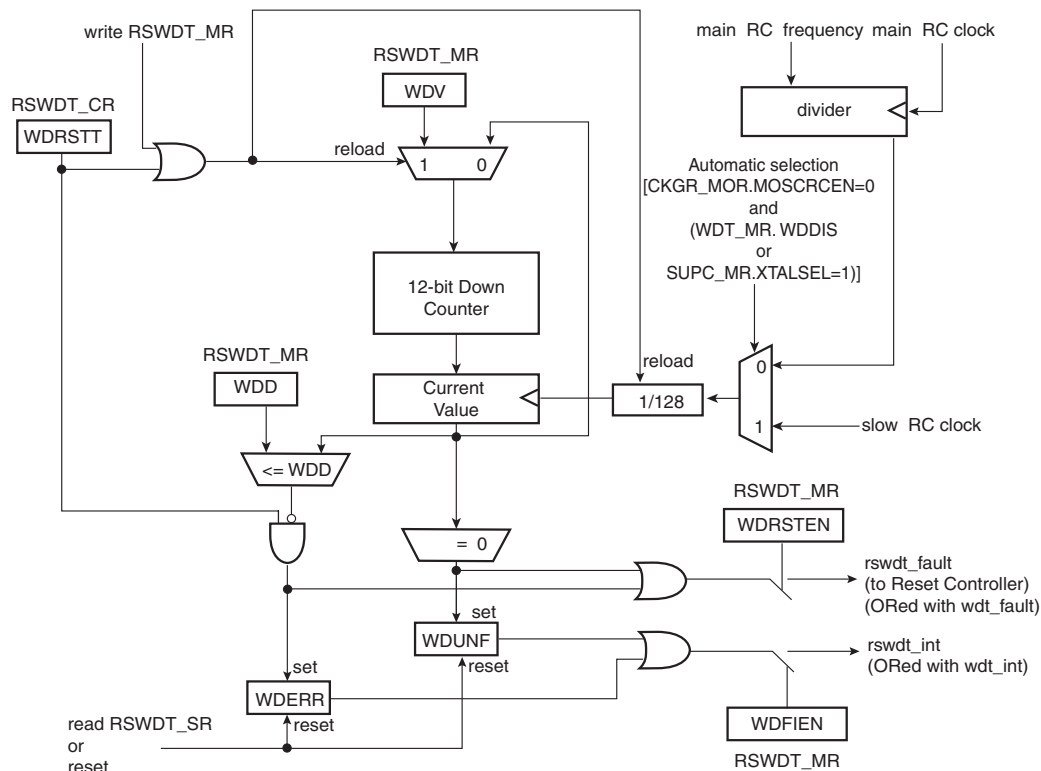 write RSWDT_MR
main RC frequency
main RC clock
RSWDT_MR
WDV
divider
RSWDT_CR
WDRSTT
reload
1 0
Automatic selection
[CKGR_MOR.MOSCRCEN=0
and
(WDT_MR. WDDIS
or
SUPC_MR.XTALSEL=1)]
12-bit Down
Counter
RSWDT_MR
WDD
Current
Value
reload
1/128
0
1
slow RC clock
<= WDD
RSWDT_MR
WDRSTEN
= 0
rswdt_fault
(to Reset Controller)
(ORed with wdt_fault)
set
WDUNF
reset
rswdt_int
(ORed with wdt_int)
set
WDERR
reset
read RSWDT_SR
or
reset
WDFIEN
RSWDT_MR